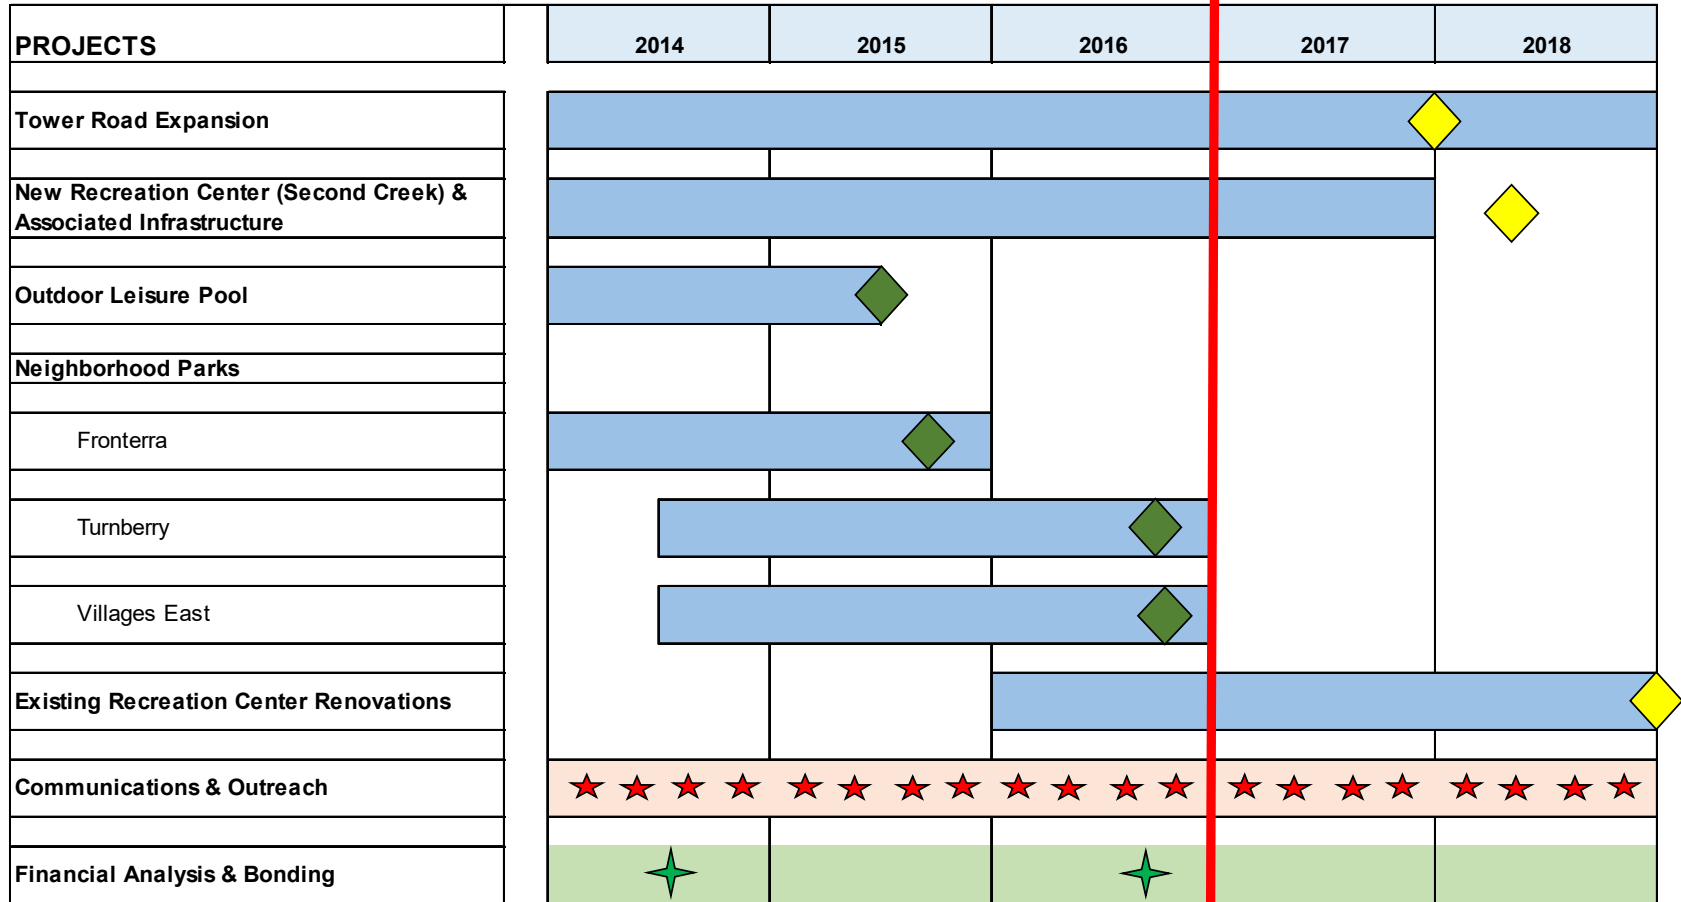 PROJECTS 2014 2015 2016 2017 2018
Tower Road Expansion
New Recreation Center (Second Creek) &
Associated Infrastructure
Outdoor Leisure Pool
Neighborhood Parks
Fronterra
Turnberry
Villages East
Existing Recreation Center Renovations
Communications & Outreach
Financial Analysis & Bonding